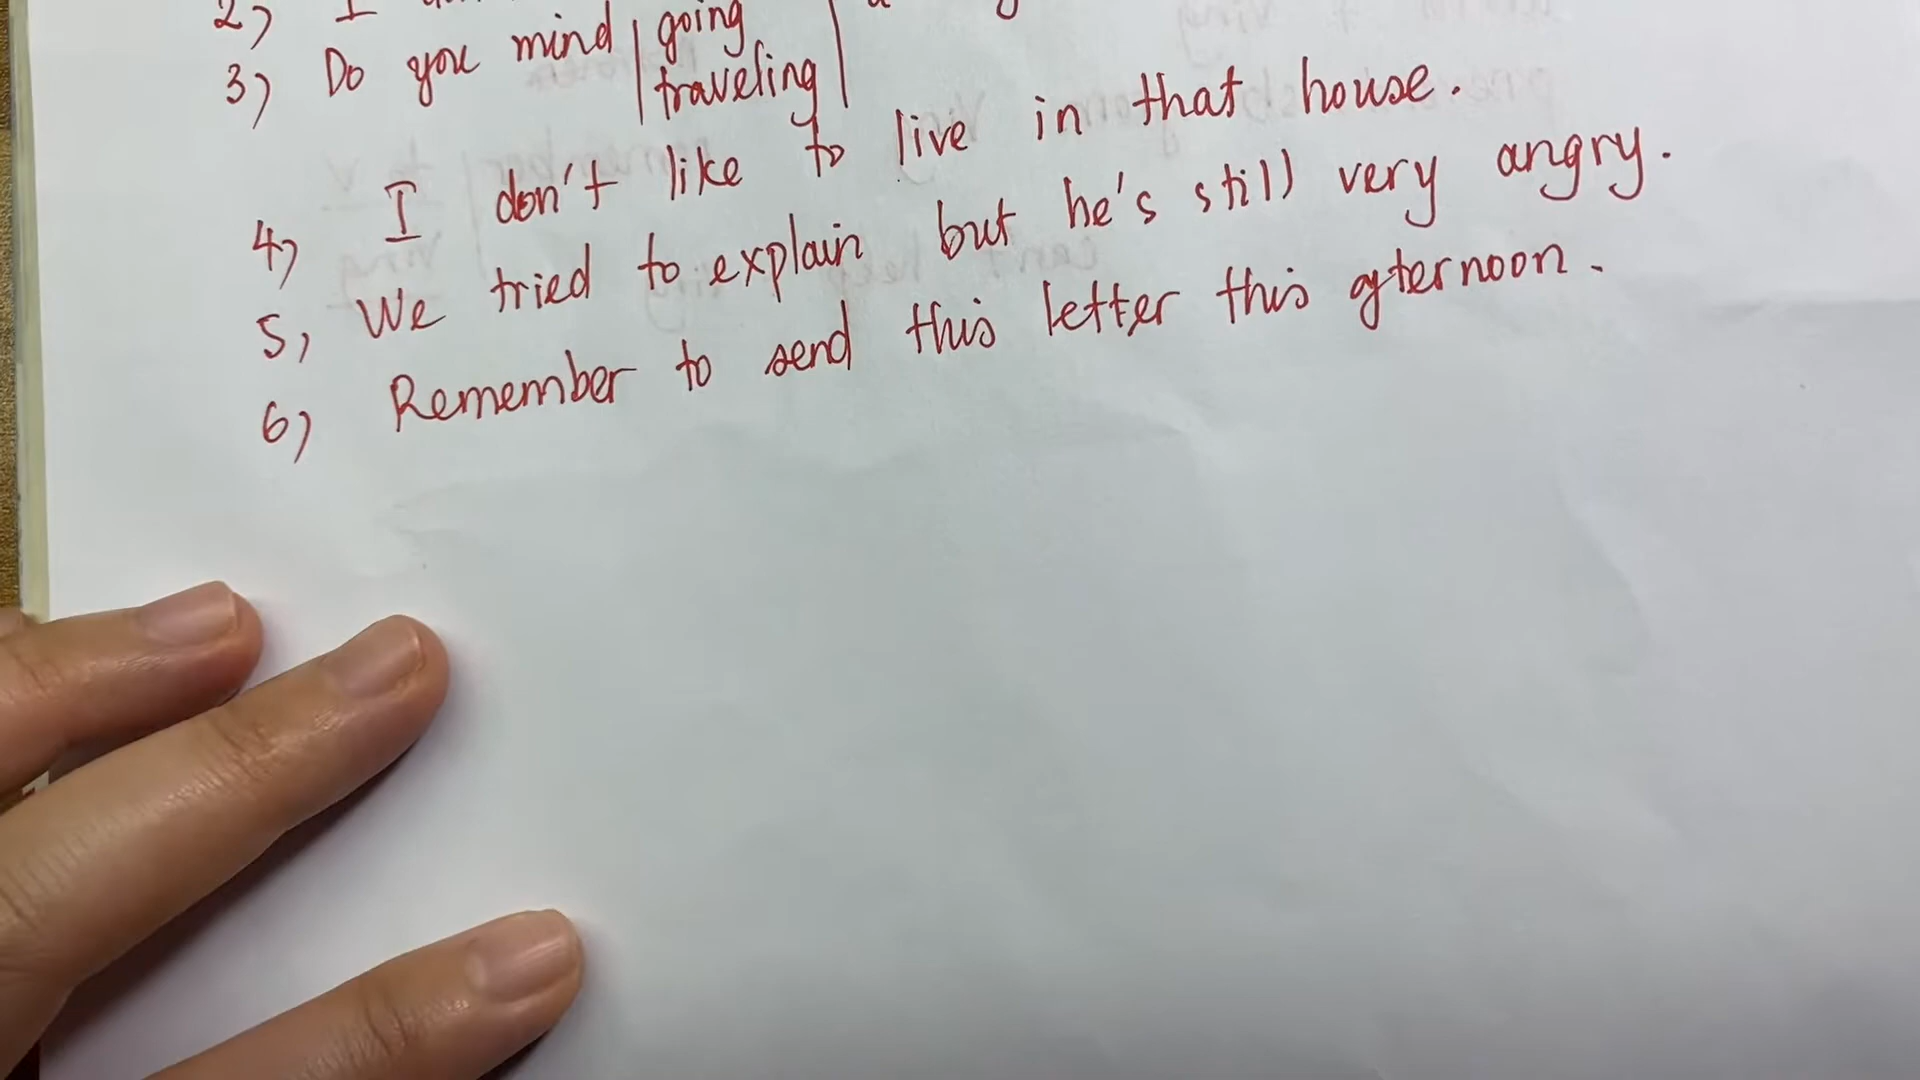 2) I
3) Do you mind | going
| traveling |
4) I don't like to live in that house.
5, We tried to explain but he's still very angry.
6) Remember to send this letter this afternoon.